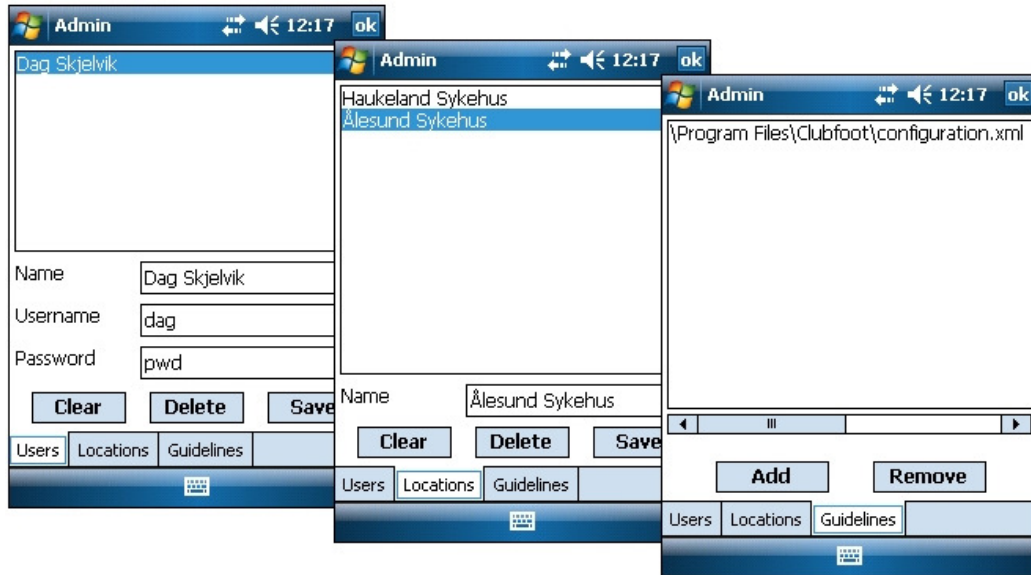 Admin 12:17 ok
Dag Skjelvik
Name Dag Skjelvik
Username dag
Password pwd
Clear Delete Save
Users Locations Guidelines
Admin 12:17 ok
Haukeland Sykehus
Ålesund Sykehus
Name Ålesund Sykehus
Clear Delete Save
Users Locations Guidelines
Admin 12:17 ok
\Program Files\Clubfoot\configuration.xml
Add Remove
Users Locations Guidelines